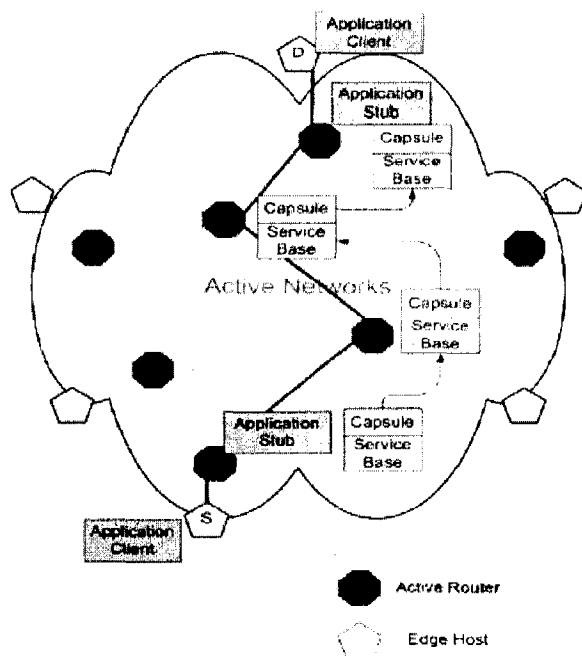 Application
Client
D
Application
Stub
Capsule
Service
Base
Capsule
Service
Base
Active Networks
Capsule
Service
Base
Application
Stub
Capsule
Service
Base
S
Application
Client
Active Router
Edge Host